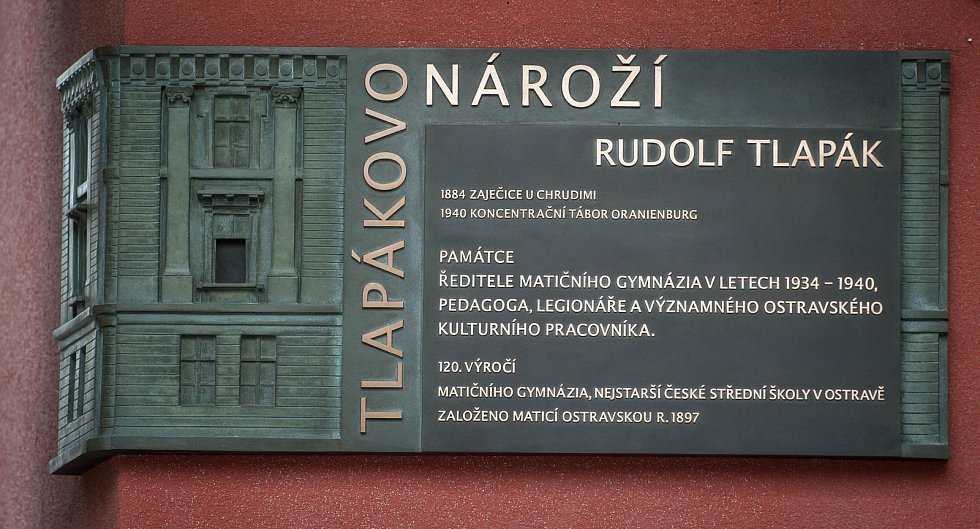 TLAPÁKOVO
NÁROŽÍ
RUDOLF TLAPÁK
1884 ZAJEČICE U CHRUDIMI
1940 KONCENTRAČNÍ TÁBOR ORANIENBURG
PAMÁTCE
ŘEDITELE MATIČNÍHO GYMNÁZIA V LETECH 1934 – 1940,
PEDAGOGA, LEGIONÁŘE A VÝZNAMNÉHO OSTRAVSKÉHO
KULTURNÍHO PRACOVNÍKA.
120. VÝROČÍ
MATIČNÍHO GYMNÁZIA, NEJSTARŠÍ ČESKÉ STŘEDNÍ ŠKOLY V OSTRAVĚ
ZALOŽENO MATICÍ OSTRAVSKOU R. 1897